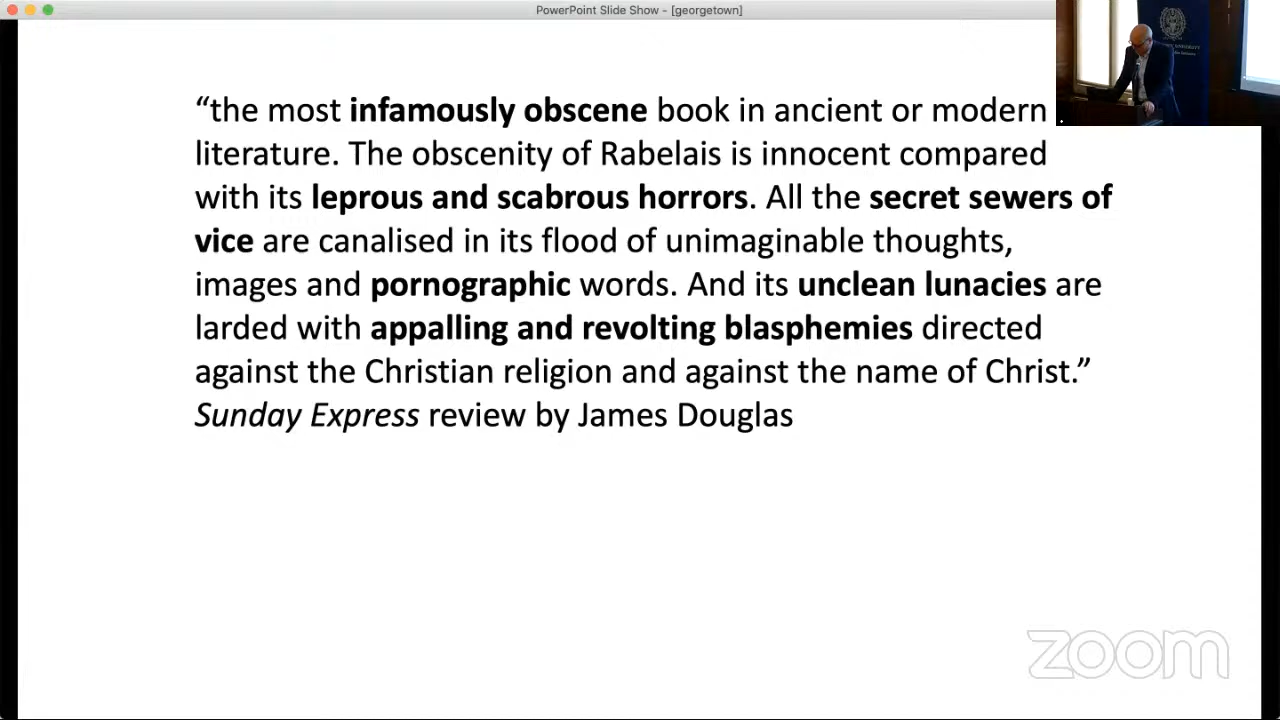 PowerPoint Slide Show - [georgetown]
“the most infamously obscene book in ancient or modern
literature. The obscenity of Rabelais is innocent compared
with its leprous and scabrous horrors. All the secret sewers of
vice are canalised in its flood of unimaginable thoughts,
images and pornographic words. And its unclean lunacies are
larded with appalling and revolting blasphemies directed
against the Christian religion and against the name of Christ.”
Sunday Express review by James Douglas
zoom